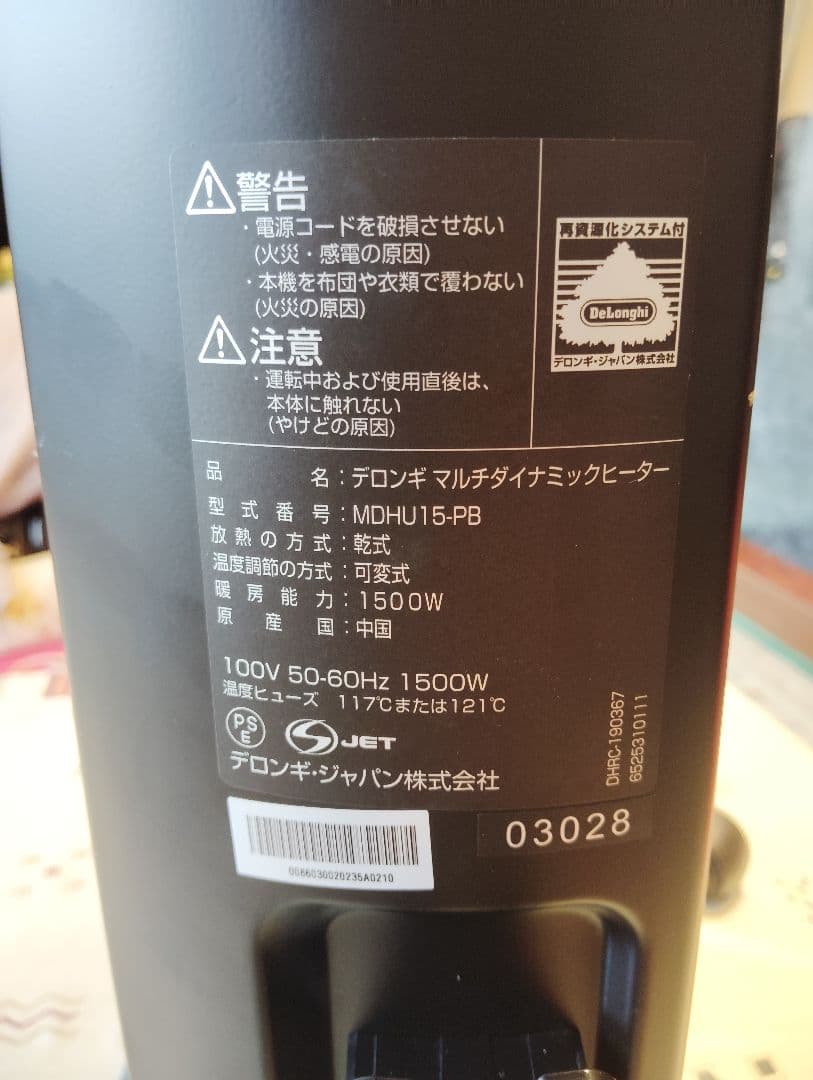 警告
・電源コードを破損させない
(火災・感電の原因)
・本機を布団や衣類で覆わない
(火災の原因)
注意
・運転中および使用直後は、
本体に触れない
(やけどの原因)
再資源化システム付
DeLonghi
デロンギ・ジャパン株式会社
品名：デロンギ マルチダイナミックヒーター
型式番号：MDHU15-PB
放熱の方式：乾式
温度調節の方式：可変式
暖房能力：1500W
原産国：中国
100V 50-60Hz 1500W
温度ヒューズ 117℃または121℃
PS
E
JET
デロンギ・ジャパン株式会社
DHRC-190367
6525310111
03028
0086030020235A0210